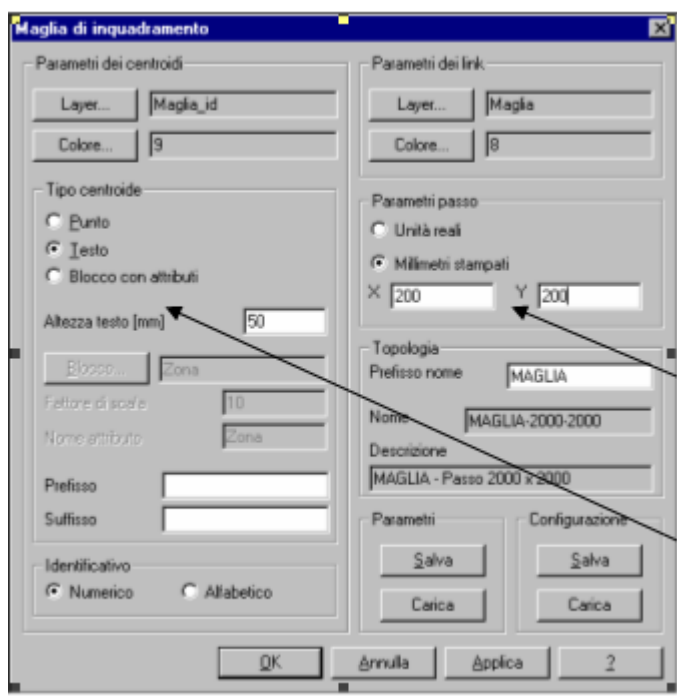 Maglia di inquadramento
Parametri dei centroidi
Layer... Maglia_id
Colore... 9
Tipo centroide
Punto
Testo
Blocco con attributi
Altezza testo [mm] 50
Blocco... Zona
Fattore di scala 10
Nome attributo Zona
Prefisso
Suffisso
Identificativo
Numerico Alfabetico
Parametri dei link
Layer... Maglia
Colore... 8
Parametri passo
Unità reali
Millimetri stampati
X 200 Y 200
Topologia
Prefisso nome MAGLIA
Nome MAGLIA-2000-2000
Descrizione
MAGLIA - Passo 2000 x 2000
Parametri Configurazione
Salva Salva
Carica Carica
OK Annulla Applica ?